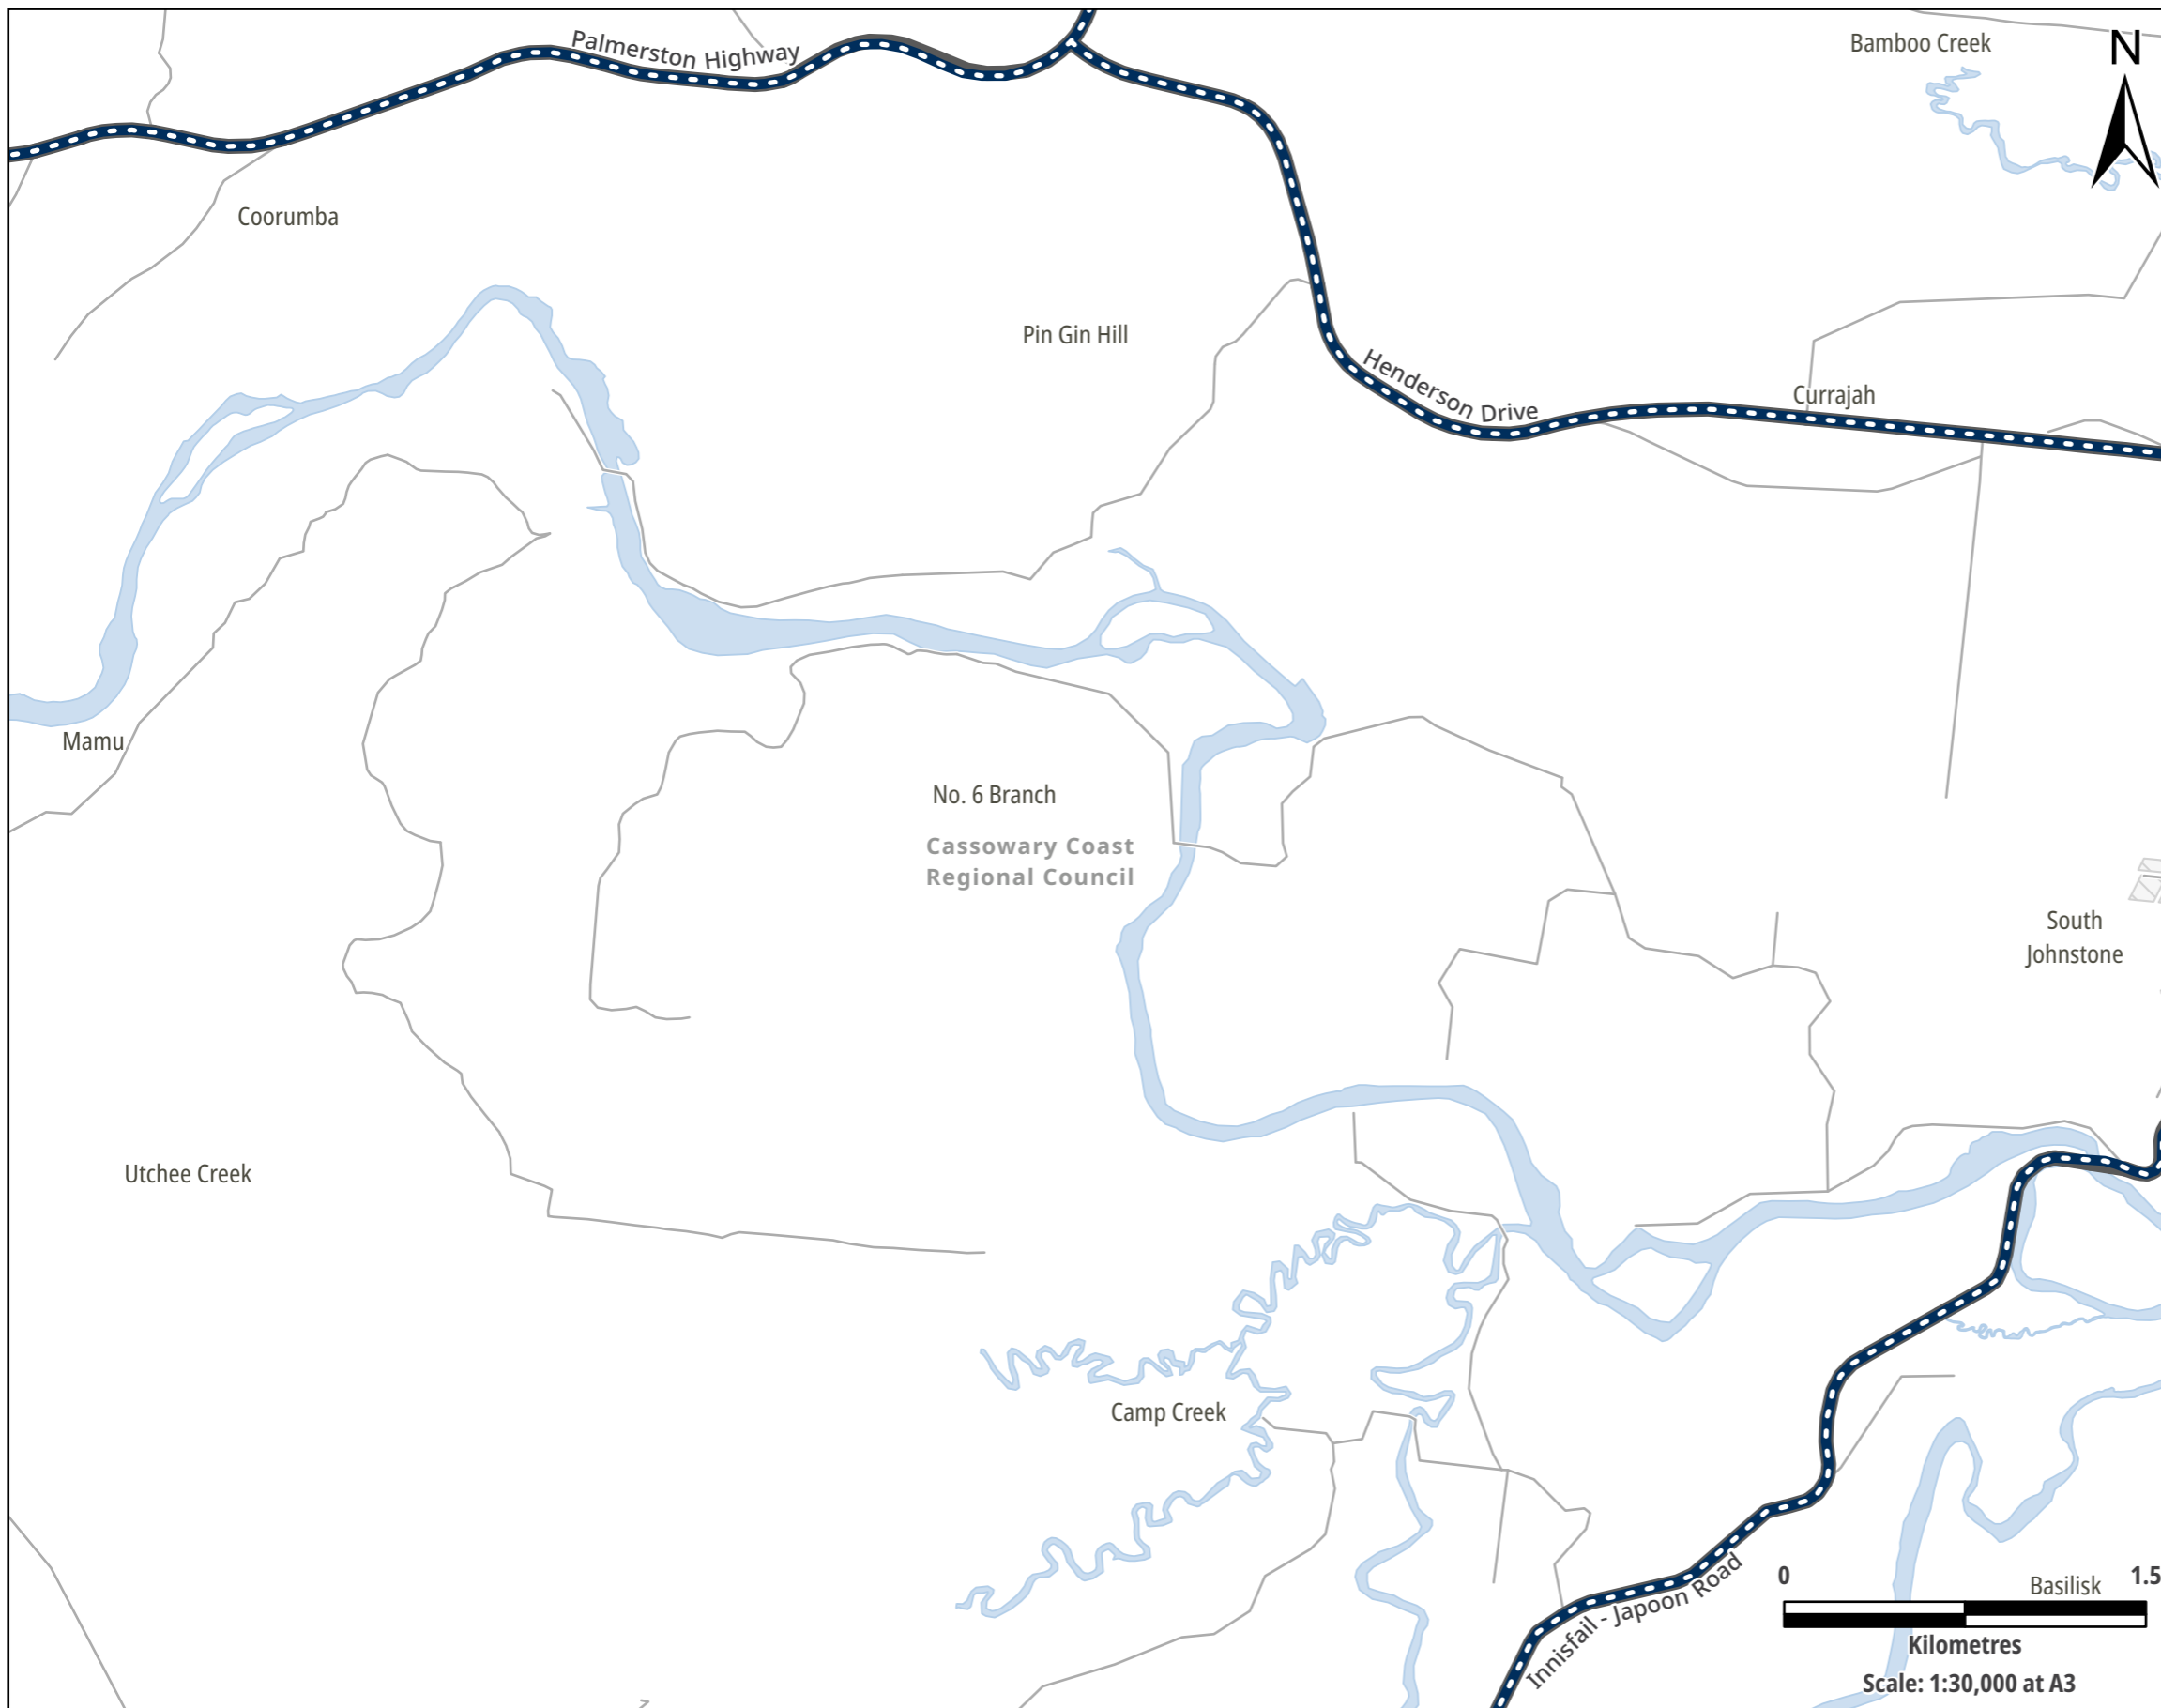 Palmerston Highway
Bamboo Creek
N
Coorumba
Pin Gin Hill
Henderson Drive
Currajah
Mamu
No. 6 Branch
Cassowary Coast
Regional Council
South
Johnstone
Utchee Creek
Camp Creek
Innisfail - Japoon Road
0
Basilisk
1.5
Kilometres
Scale: 1:30,000 at A3